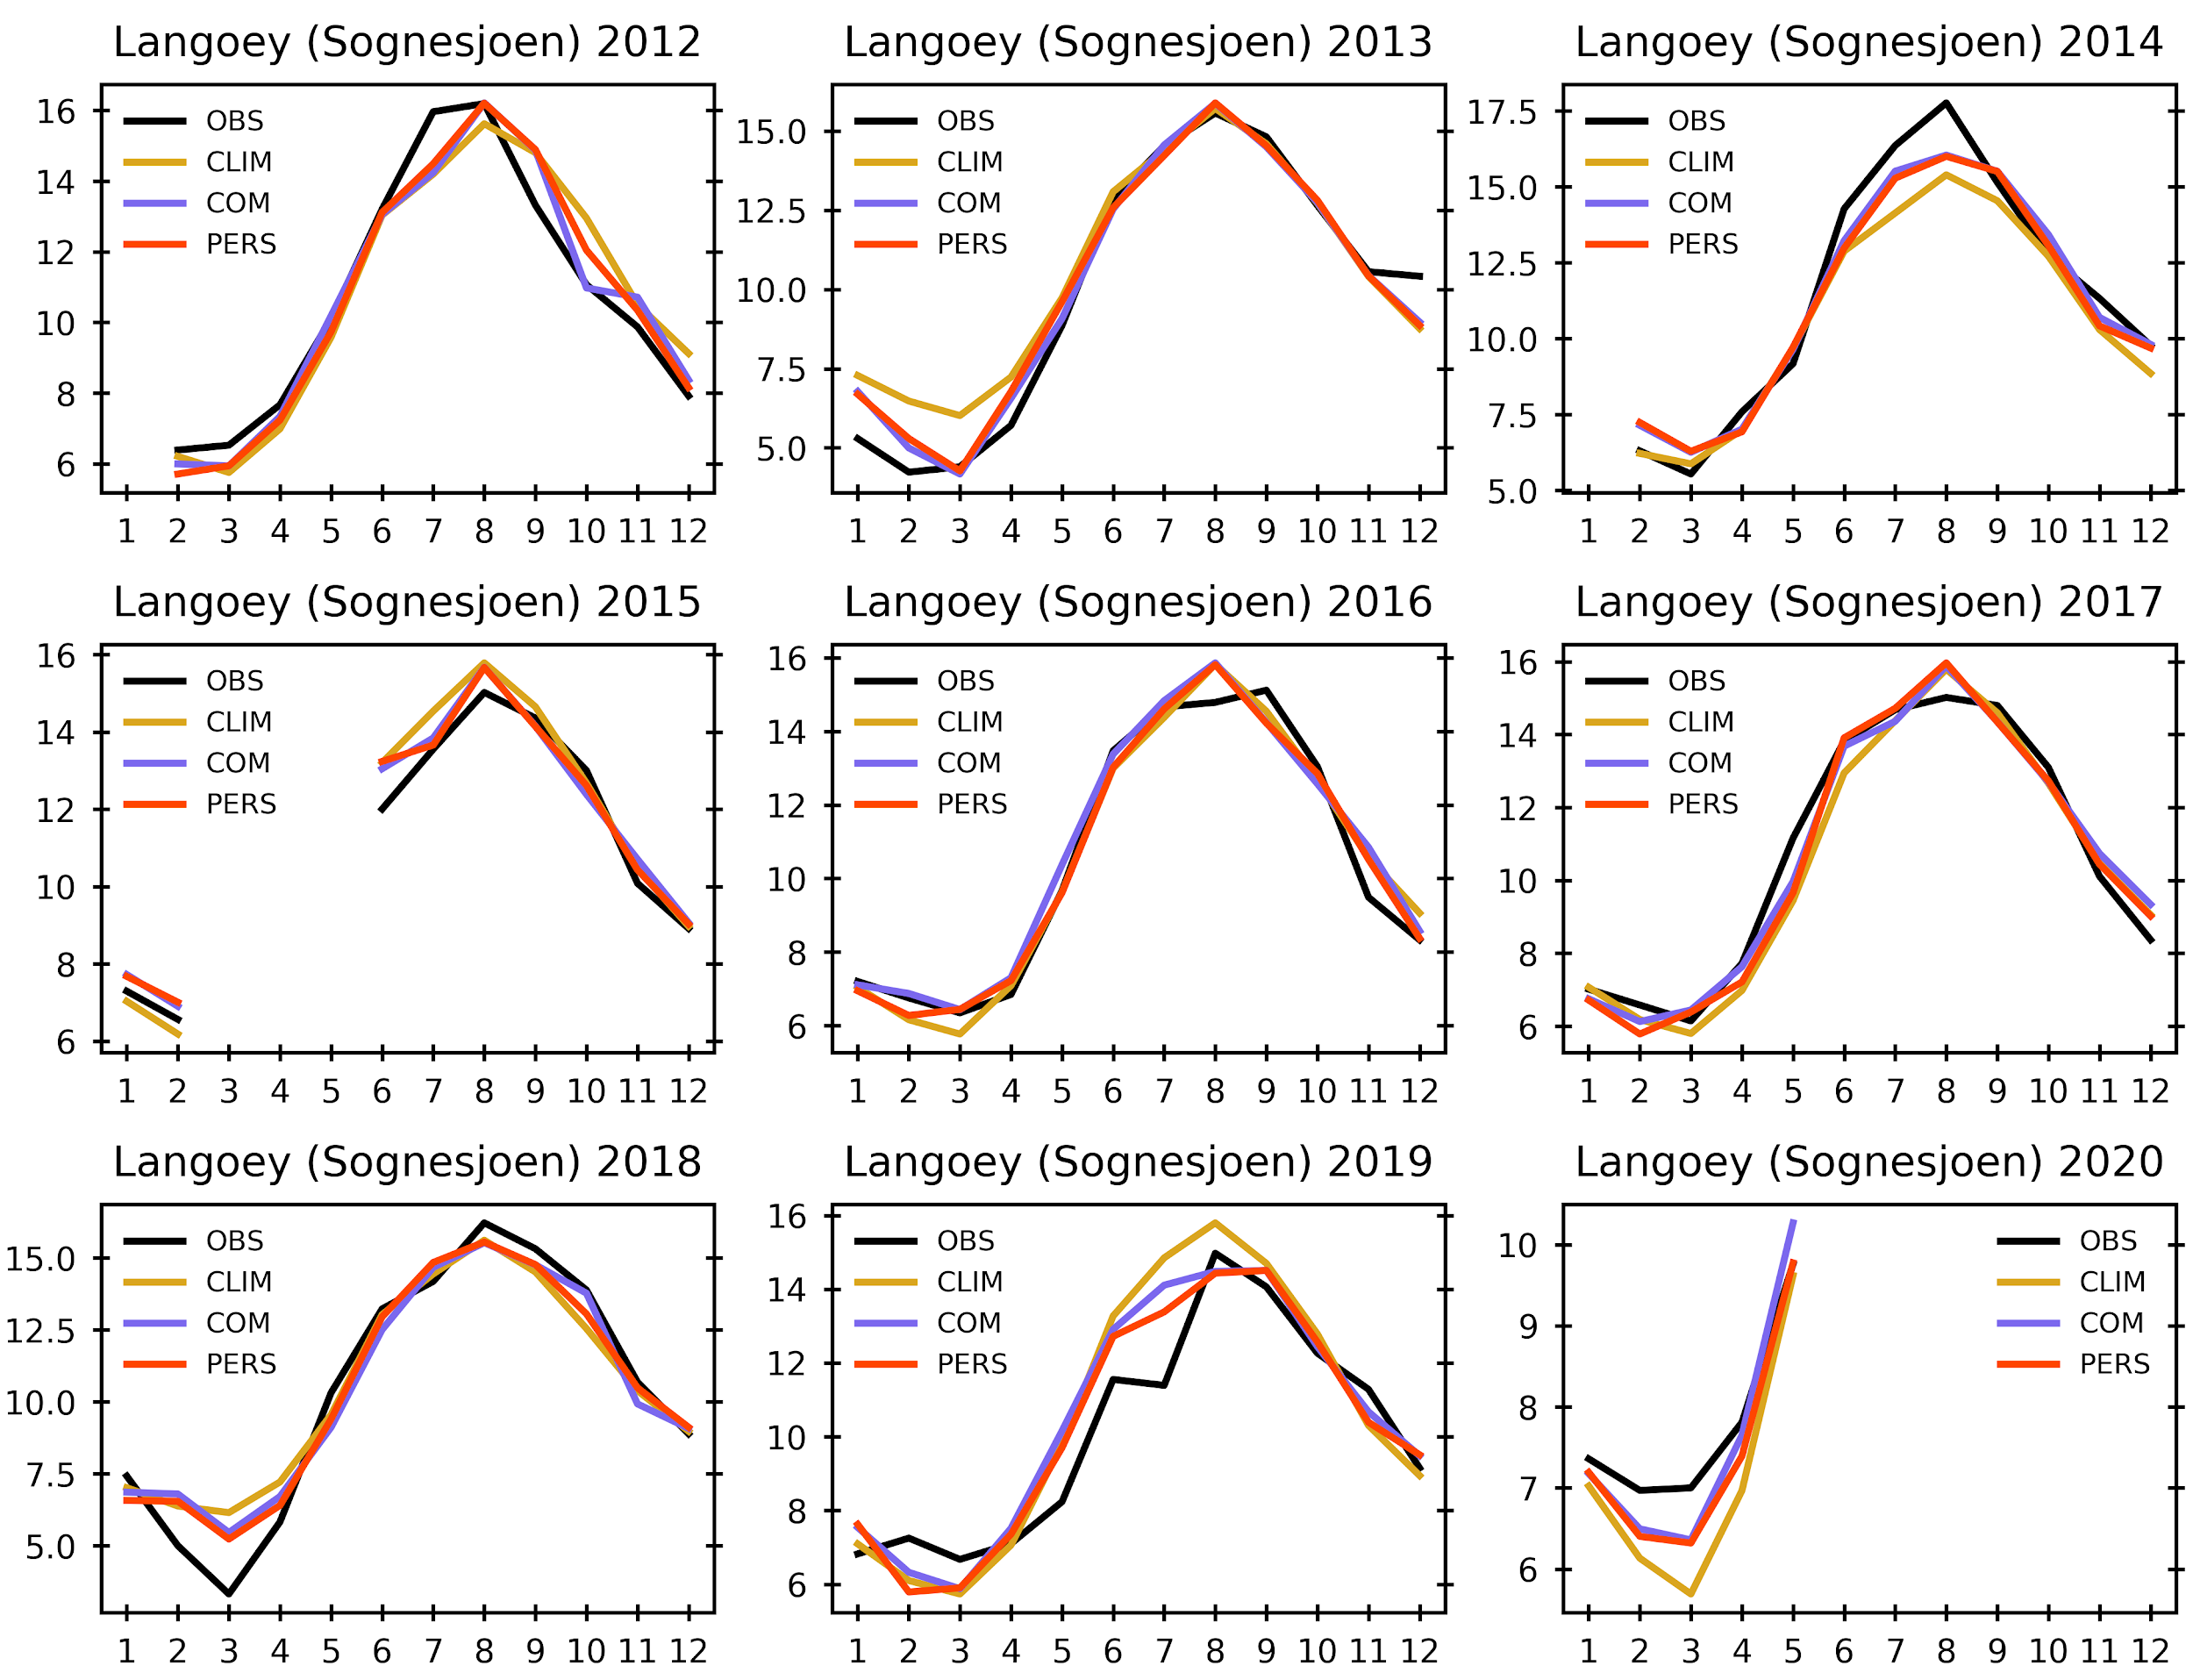 Langoey (Sognesjoen) 2012
16
14
12
10
8
6
OBS
CLIM
COM
PERS
1 2 3 4 5 6 7 8 9 10 11 12
Langoey (Sognesjoen) 2013
15.0
12.5
10.0
7.5
5.0
OBS
CLIM
COM
PERS
1 2 3 4 5 6 7 8 9 10 11 12
Langoey (Sognesjoen) 2014
17.5
15.0
12.5
10.0
7.5
5.0
OBS
CLIM
COM
PERS
1 2 3 4 5 6 7 8 9 10 11 12
Langoey (Sognesjoen) 2015
16
14
12
10
8
6
OBS
CLIM
COM
PERS
1 2 3 4 5 6 7 8 9 10 11 12
Langoey (Sognesjoen) 2016
16
14
12
10
8
6
OBS
CLIM
COM
PERS
1 2 3 4 5 6 7 8 9 10 11 12
Langoey (Sognesjoen) 2017
16
14
12
10
8
6
OBS
CLIM
COM
PERS
1 2 3 4 5 6 7 8 9 10 11 12
Langoey (Sognesjoen) 2018
15.0
12.5
10.0
7.5
5.0
OBS
CLIM
COM
PERS
1 2 3 4 5 6 7 8 9 10 11 12
Langoey (Sognesjoen) 2019
16
14
12
10
8
6
OBS
CLIM
COM
PERS
1 2 3 4 5 6 7 8 9 10 11 12
Langoey (Sognesjoen) 2020
10
9
8
7
6
OBS
CLIM
COM
PERS
1 2 3 4 5 6 7 8 9 10 11 12